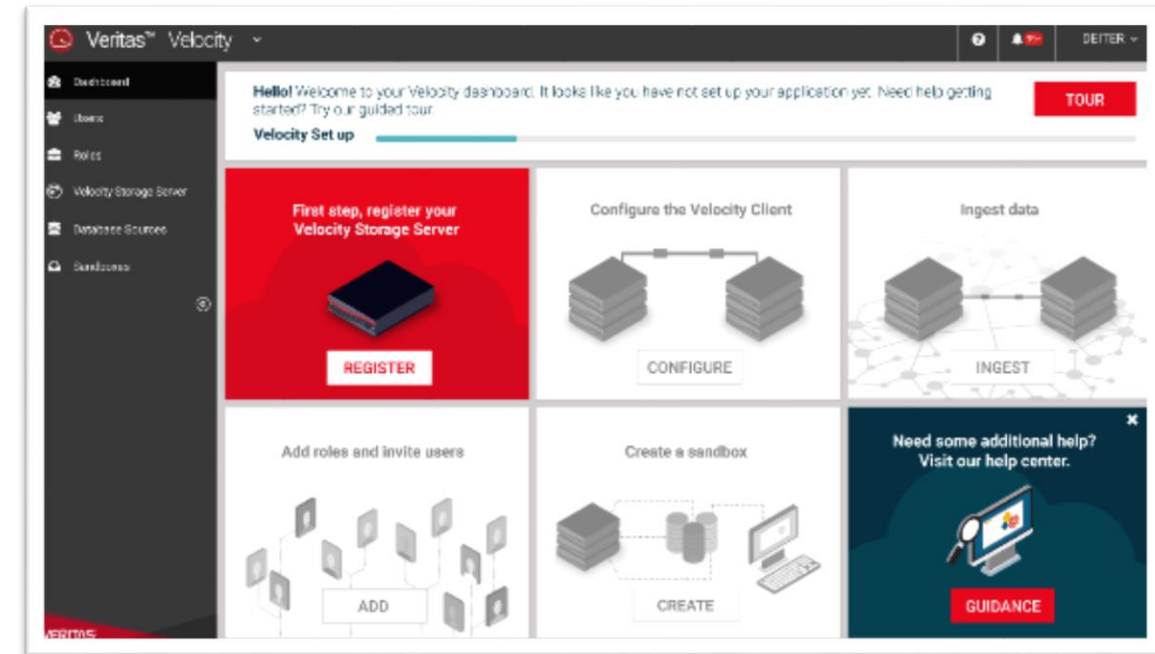 Veritas™ Velocity
DEITER
Dashboard
Users
Roles
Velocity Storage Server
Database Sources
Sandboxes
Hello! Welcome to your Velocity dashboard. It looks like you have not set up your application yet. Need help getting
started? Try our guided tour.
Velocity Set up
TOUR
First step, register your
Velocity Storage Server
REGISTER
Configure the Velocity Client
CONFIGURE
Ingest data
INGEST
Add roles and invite users
ADD
Create a sandbox
CREATE
Need some additional help?
Visit our help center.
GUIDANCE
VERITAS